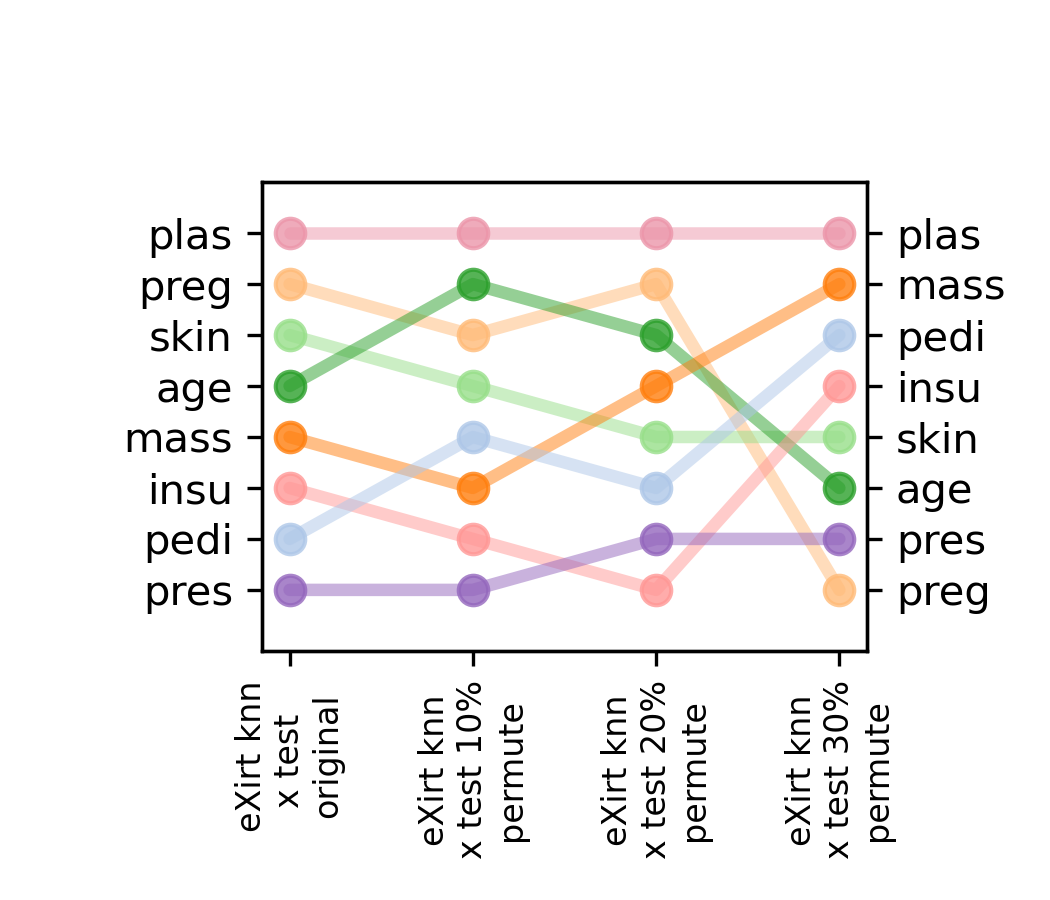 plas
preg
skin
age
mass
insu
pedi
pres
plas
mass
pedi
insu
skin
age
pres
preg
eXirt knn
x test
original
eXirt knn
x test 10%
permute
eXirt knn
x test 20%
permute
eXirt knn
x test 30%
permute